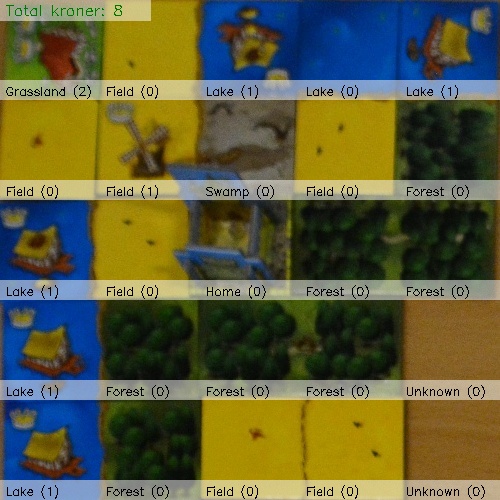 Total kroner: 8
Grassland (2) Field (0) Lake (1) Lake (0) Lake (1)
Field (0) Field (1) Swamp (0) Field (0) Forest (0)
Lake (1) Field (0) Home (0) Forest (0) Forest (0)
Lake (1) Forest (0) Forest (0) Forest (0) Unknown (0)
Lake (1) Forest (0) Field (0) Field (0) Unknown (0)